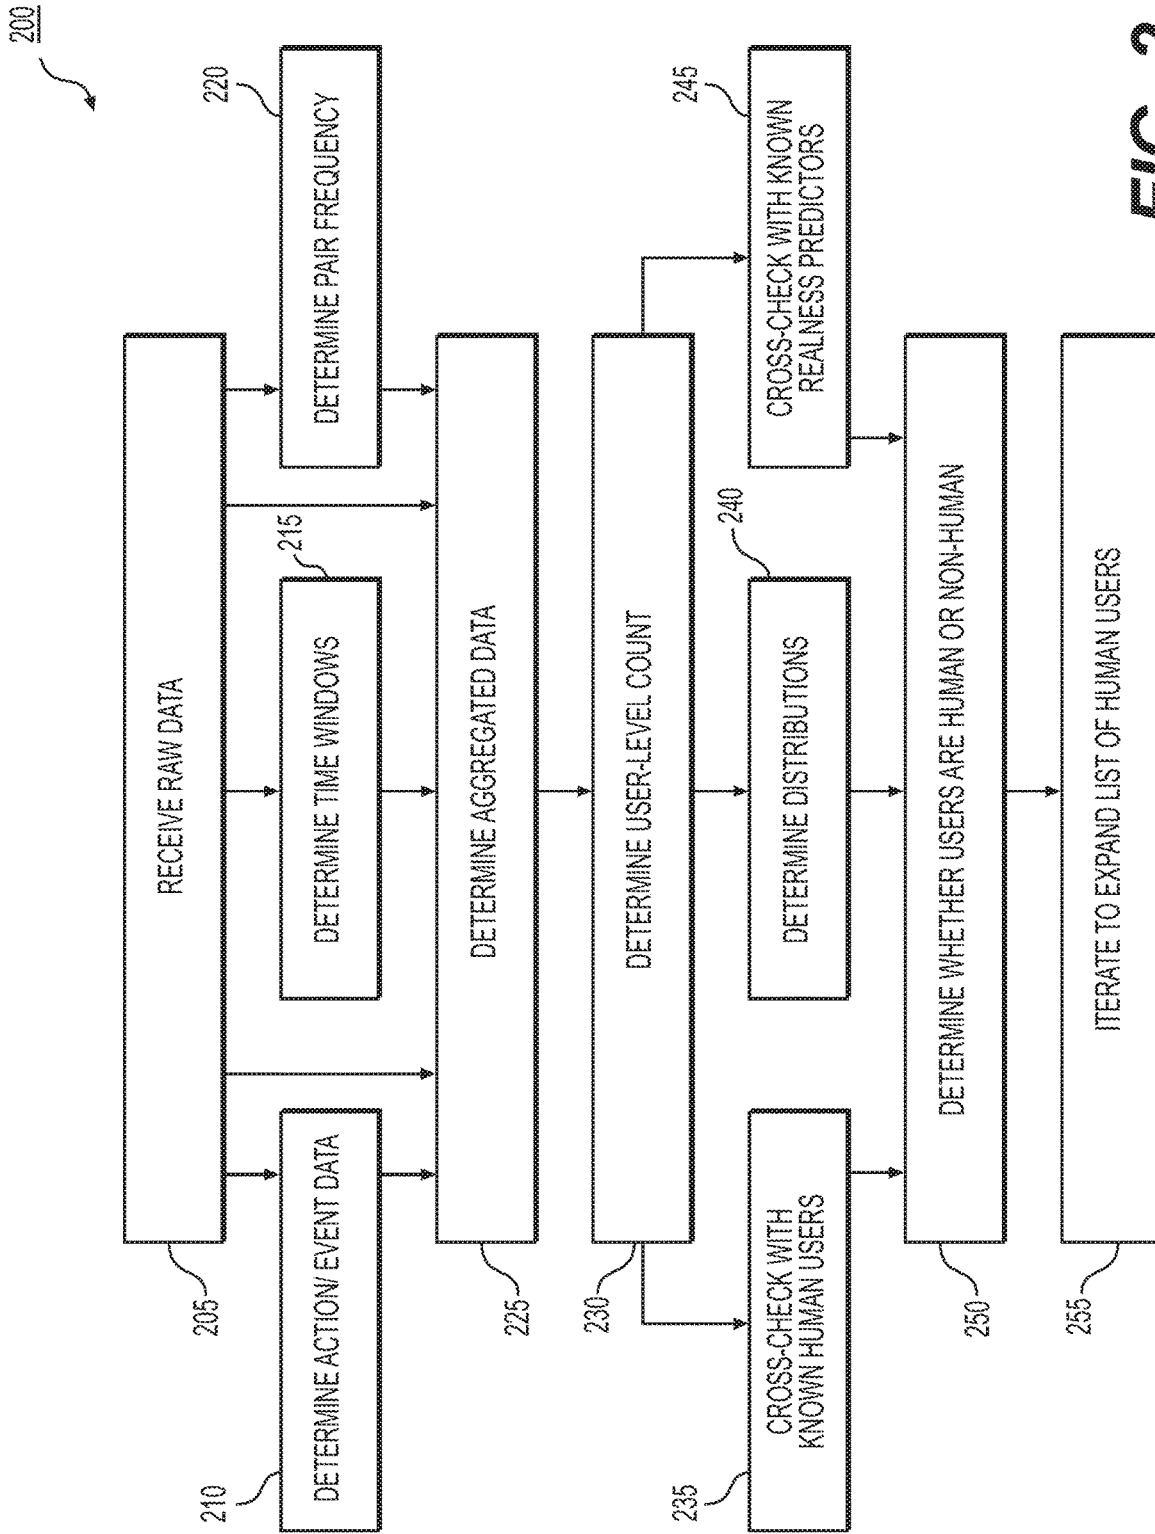 200
RECEIVE RAW DATA
205
210
DETERMINE ACTION/ EVENT DATA
DETERMINE TIME WINDOWS
215
DETERMINE PAIR FREQUENCY
220
DETERMINE AGGREGATED DATA
225
DETERMINE USER-LEVEL COUNT
230
235
CROSS-CHECK WITH
KNOWN HUMAN USERS
DETERMINE DISTRIBUTIONS
240
CROSS-CHECK WITH KNOWN
REALNESS PREDICTORS
245
DETERMINE WHETHER USERS ARE HUMAN OR NON-HUMAN
250
ITERATE TO EXPAND LIST OF HUMAN USERS
255
FIG. 2